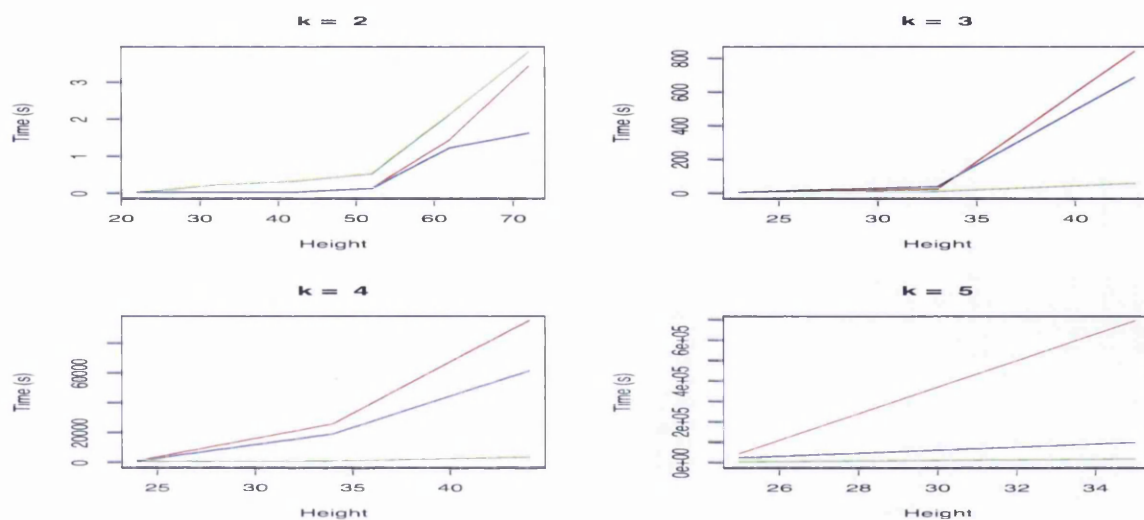 k = 2
Time (s)
3
2
1
0
20 30 40 50 60 70
Height
k = 3
Time (s)
800
600
400
200
0
25 30 35 40
Height
k = 4
Time (s)
60000
20000
0
25 30 35 40
Height
k = 5
Time (s)
6e+05
4e+05
2e+05
0e+00
26 28 30 32 34
Height